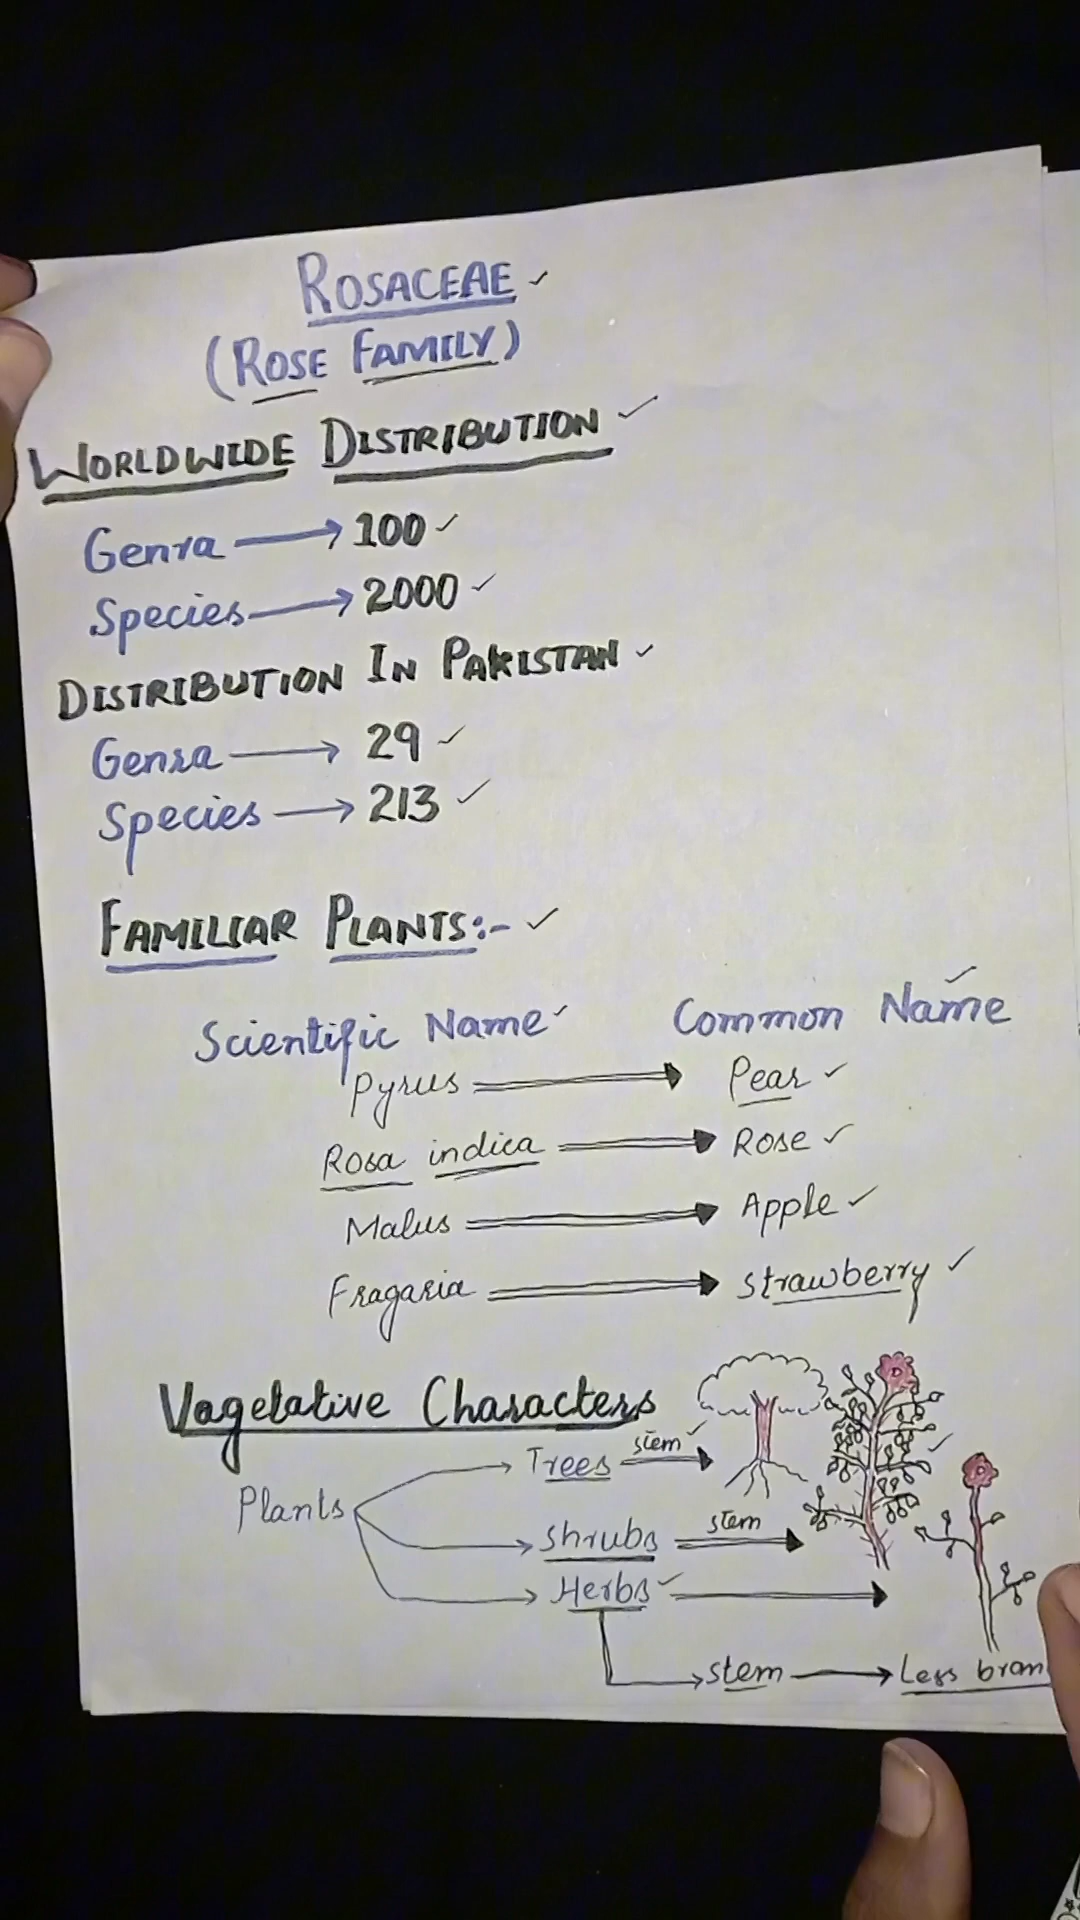 ROSACEAE
(ROSE FAMILY)
WORLDWIDE DISTRIBUTION
Genra → 100
Species → 2000
DISTRIBUTION IN PAKISTAN
Genra → 29
Species → 213
FAMILIAR PLANTS:-
Scientific Name Common Name
Pyrus → Pear
Rosa indica → Rose
Malus → Apple
Fragaria → strawberry
Vagetative Characters
Trees stem →
Plants
shrubs stem →
Herbs →
stem → Less bran